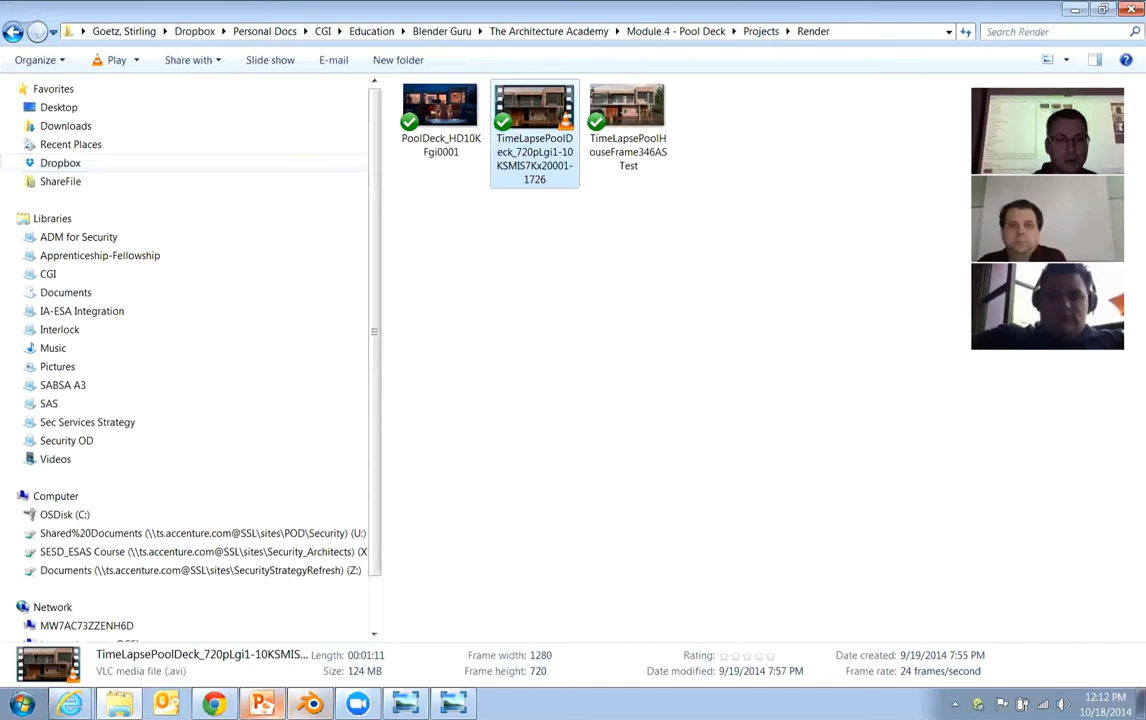 Goetz, Stirling Dropbox Personal Docs CGI Education Blender Guru The Architecture Academy Module 4 - Pool Deck Projects Render
Search Render
Organize Play Share with Slide show E-mail New folder
Favorites
Desktop
Downloads
Recent Places
Dropbox
ShareFile
Libraries
ADM for Security
Apprenticeship-Fellowship
CGI
Documents
IA-ESA Integration
Interlock
Music
Pictures
SABSA A3
SAS
Sec Services Strategy
Security OD
Videos
Computer
OSDisk (C:)
Shared%20Documents (\\ts.accenture.com@SSL\sites\POD\Security) (U:)
SESD_ESAS Course (\\ts.accenture.com@SSL\sites\Security_Architects) (X
Documents (\\ts.accenture.com@SSL\sites\SecurityStrategyRefresh) (Z:)
Network
MW7AC73ZZENH6D
PoolDeck_HD10K
Fgi0001
TimeLapsePoolD
eck_720pLgi1-10
KSMIS7Kx20001-
1726
TimeLapsePoolH
ouseFrame346AS
Test
TimeLapsePoolDeck_720pLgi1-10KSMIS... Length: 00:01:11 Frame width: 1280 Rating: Date created: 9/19/2014 7:55 PM
VLC media file (.avi) Size: 124 MB Frame height: 720 Date modified: 9/19/2014 7:57 PM Frame rate: 24 frames/second
12:12 PM
10/18/2014